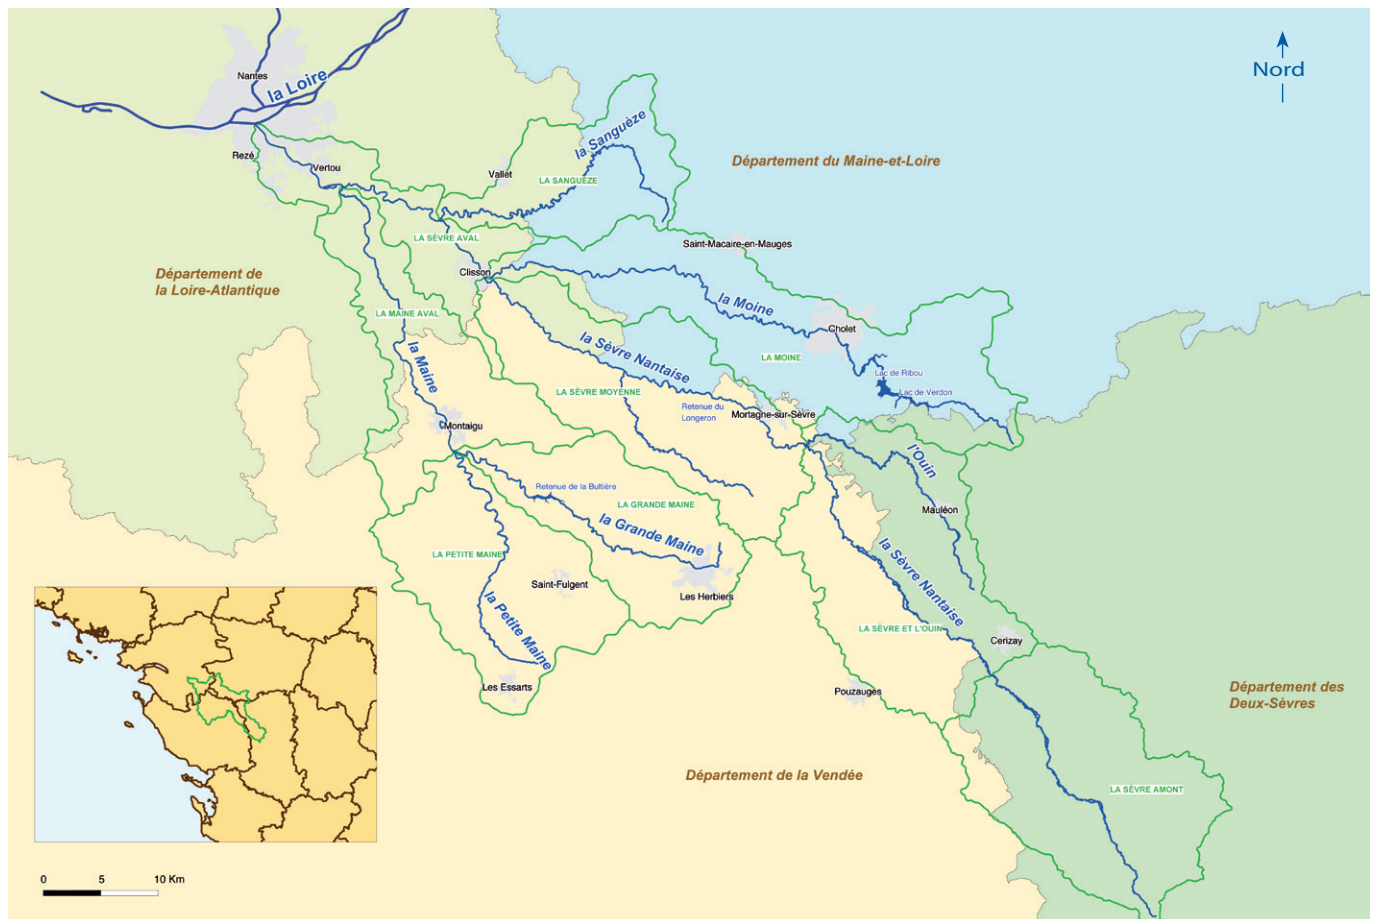 Nord
Nantes
la Loire
Rezé
Vertou
Vallet
la Sanguèze
LA SANGUÈZE
Département du Maine-et-Loire
LA SÈVRE AVAL
Saint-Macaire-en-Mauges
Clisson
Département de
la Loire-Atlantique
la Moine
LA MAINE AVAL
Cholet
la Sèvre Nantaise
la Maine
LA MOINE
Lac de Ribou
Lac de Verdon
LA SÈVRE MOYENNE
Retenue du
Longeron
Mortagne-sur-Sèvre
Montaigu
l'Ouin
Retenue de la Bultière
LA GRANDE MAINE
Mauléon
la Grande Maine
LA PETITE MAINE
la Sèvre Nantaise
Saint-Fulgent
Les Herbiers
la Petite Maine
LA SÈVRE ET L'OUIN
Cerizay
Les Essarts
Pouzauges
Département des
Deux-Sèvres
Département de la Vendée
LA SÈVRE AMONT
0 5 10 Km